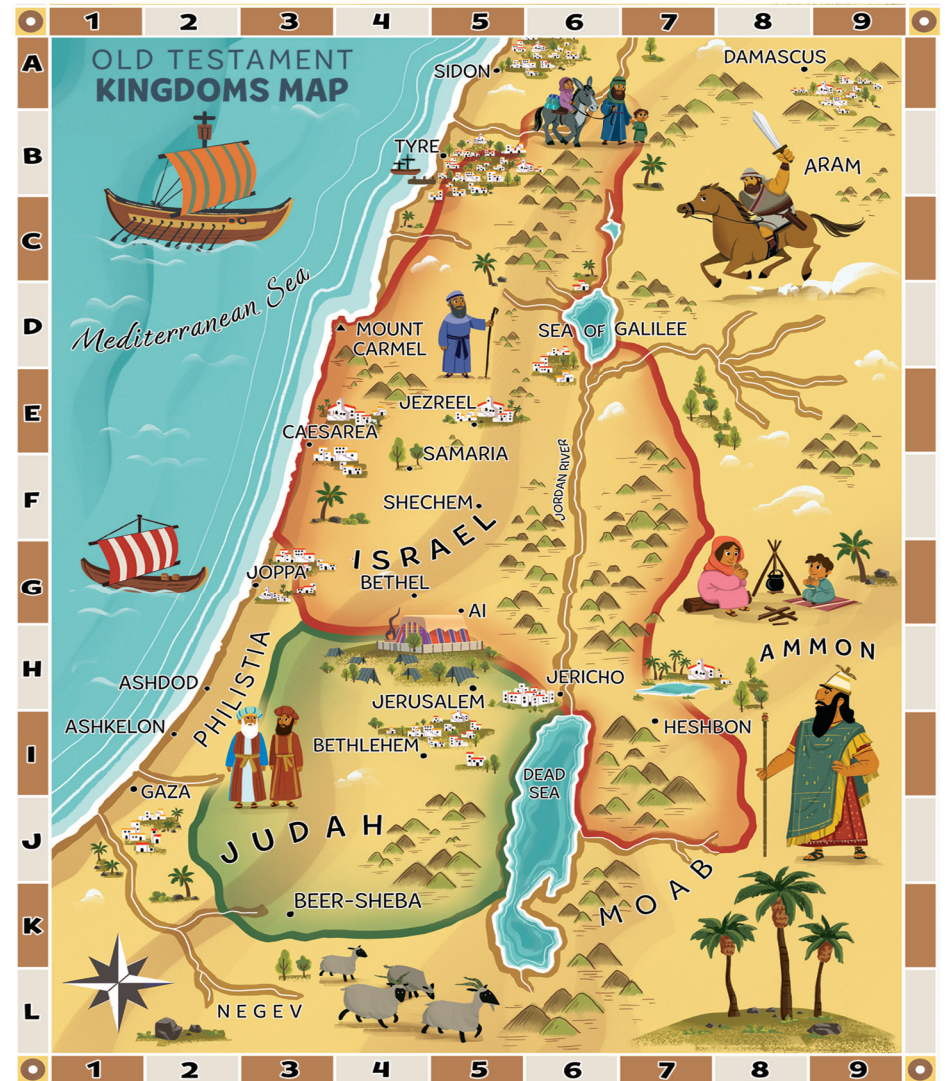 1 2 3 4 5 6 7 8 9
A
OLD TESTAMENT
KINGDOMS MAP
SIDON
DAMASCUS
B
TYRE
ARAM
C
Mediterranean Sea
D
MOUNT
CARMEL
SEA OF GALILEE
E
JEZREEL
CAESAREA
SAMARIA
JORDAN RIVER
F
SHECHEM
ISRAEL
G
JOPPA
BETHEL
AI
H
AMMON
PHILISTIA
ASHDOD
JERICHO
JERUSALEM
I
ASHKELON
HESHBON
BETHLEHEM
DEAD
SEA
GAZA
J
JUDAH
MOAB
K
BEER-SHEBA
L
NEGEV
1 2 3 4 5 6 7 8 9